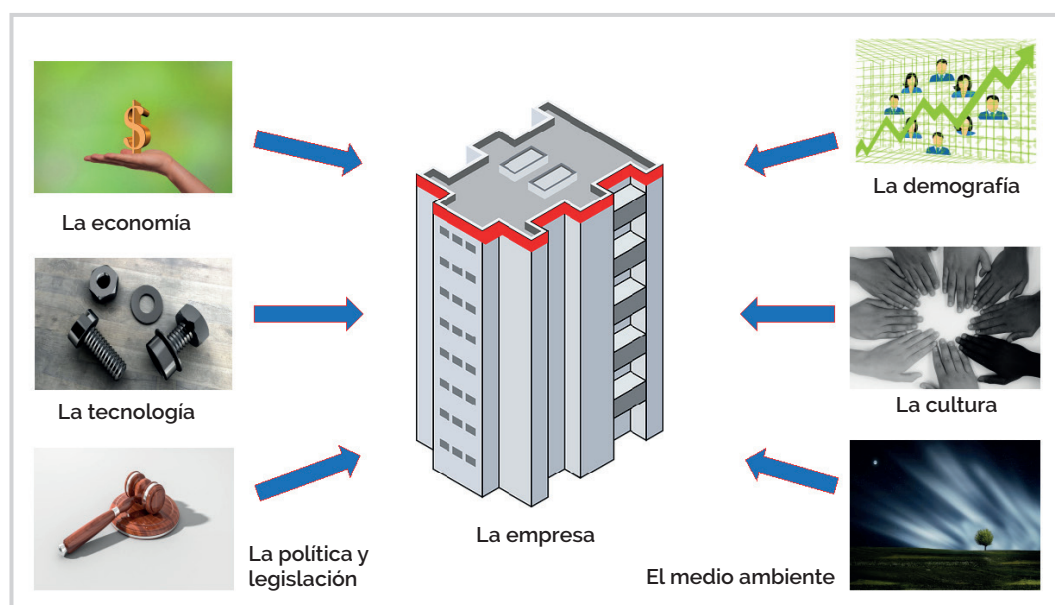 La economía
La demografía
La tecnología
La cultura
La empresa
La política y
legislación
El medio ambiente